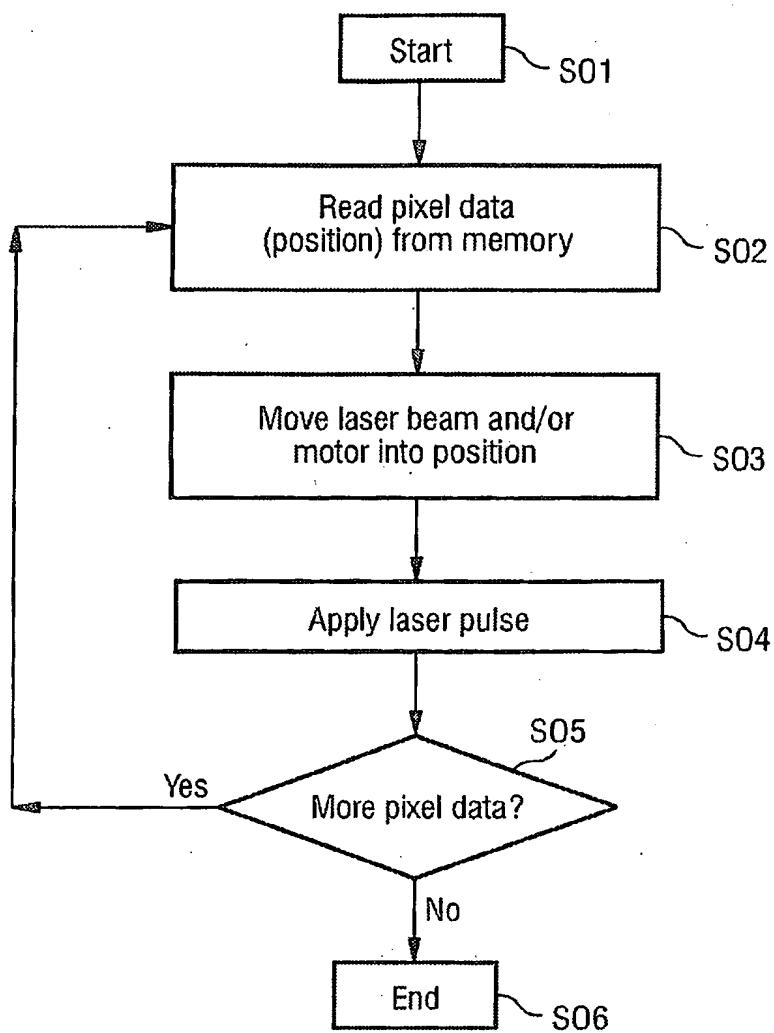 Start
S01
Read pixel data
(position) from memory
S02
Move laser beam and/or
motor into position
S03
Apply laser pulse
S04
S05
Yes
More pixel data?
No
End
S06